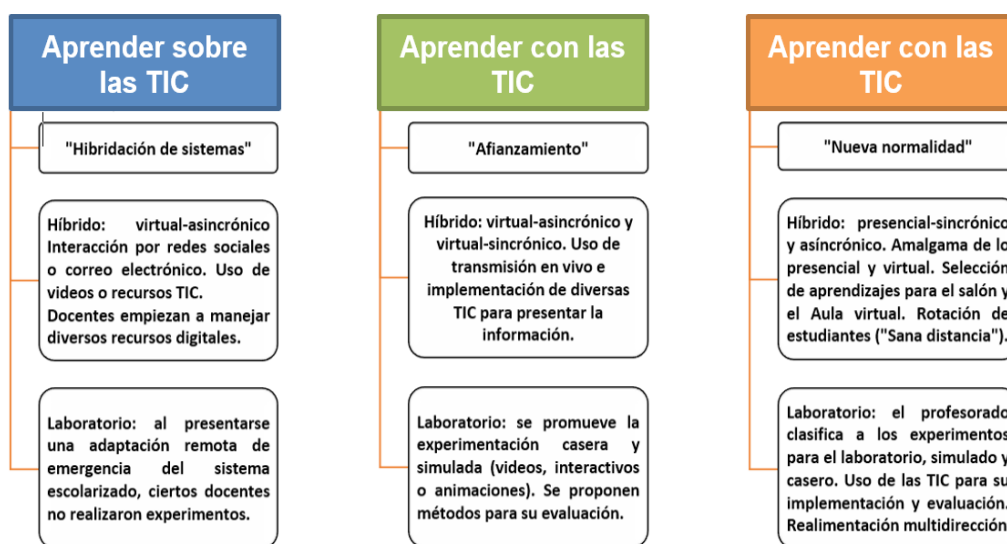 Aprender sobre
las TIC
"Hibridación de sistemas"
Híbrido: virtual-asincrónico
Interacción por redes sociales
o correo electrónico. Uso de
videos o recursos TIC.
Docentes empiezan a manejar
diversos recursos digitales.
Laboratorio: al presentarse
una adaptación remota de
emergencia del sistema
escolarizado, ciertos docentes
no realizaron experimentos.
Aprender con las
TIC
"Afianzamiento"
Híbrido: virtual-asincrónico y
virtual-sincrónico. Uso de
transmisión en vivo e
implementación de diversas
TIC para presentar la
información.
Laboratorio: se promueve la
experimentación casera y
simulada (videos, interactivos
o animaciones). Se proponen
métodos para su evaluación.
Aprender con las
TIC
"Nueva normalidad"
Híbrido: presencial-sincrónico
y asíncrónico. Amalgama de lo
presencial y virtual. Selección
de aprendizajes para el salón y
el Aula virtual. Rotación de
estudiantes ("Sana distancia").
Laboratorio: el profesorado
clasifica a los experimentos
para el laboratorio, simulado y
casero. Uso de las TIC para su
implementación y evaluación.
Realimentación multidirección